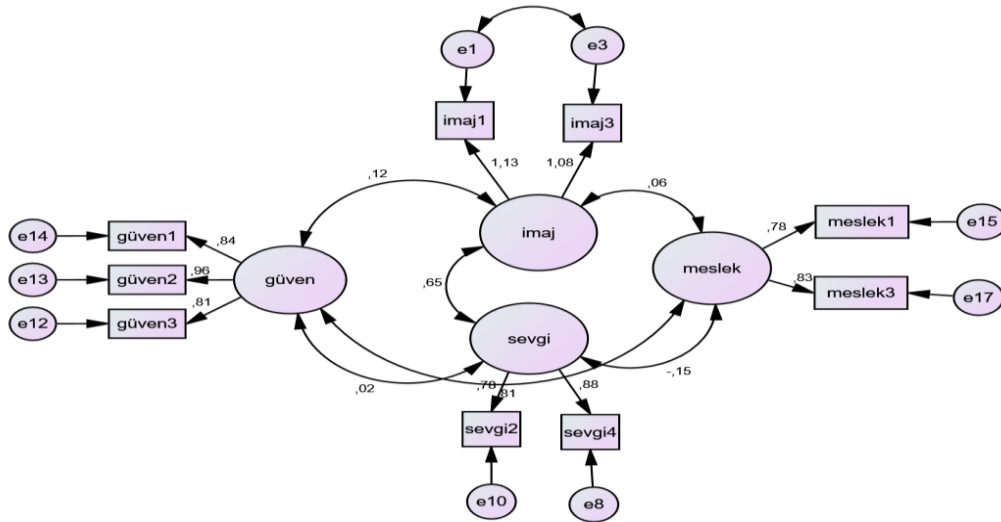 e1
e3
imaj1
imaj3
1,13
1,08
,12
,06
imaj
e14
güven1
,84
meslek1
e15
,78
e13
güven2
,96
güven
meslek
,83
meslek3
e17
e12
güven3
,81
,65
sevgi
,02
,78
,81
,88
-,15
sevgi2
sevgi4
e10
e8